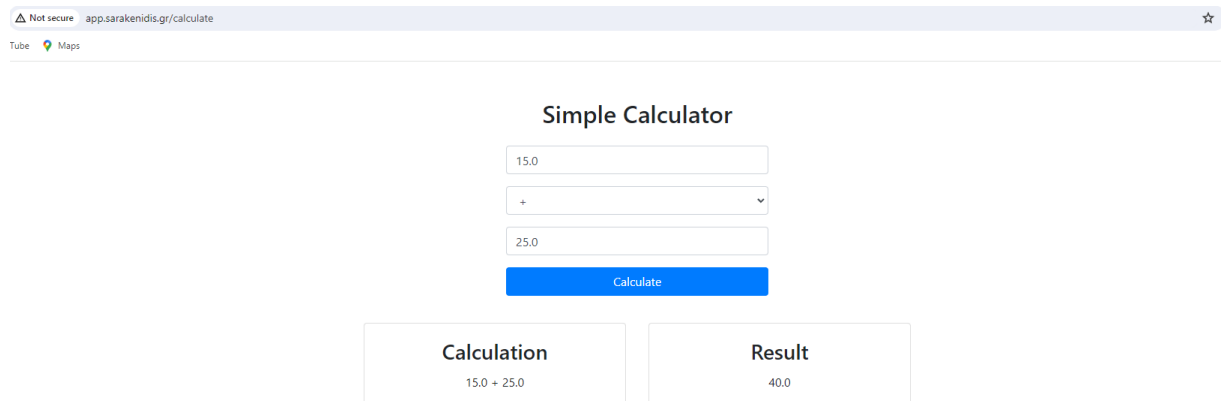 Not secure app.sarakenidis.gr/calculate
Tube Maps
Simple Calculator
15.0
+
25.0
Calculate
Calculation
15.0 + 25.0
Result
40.0